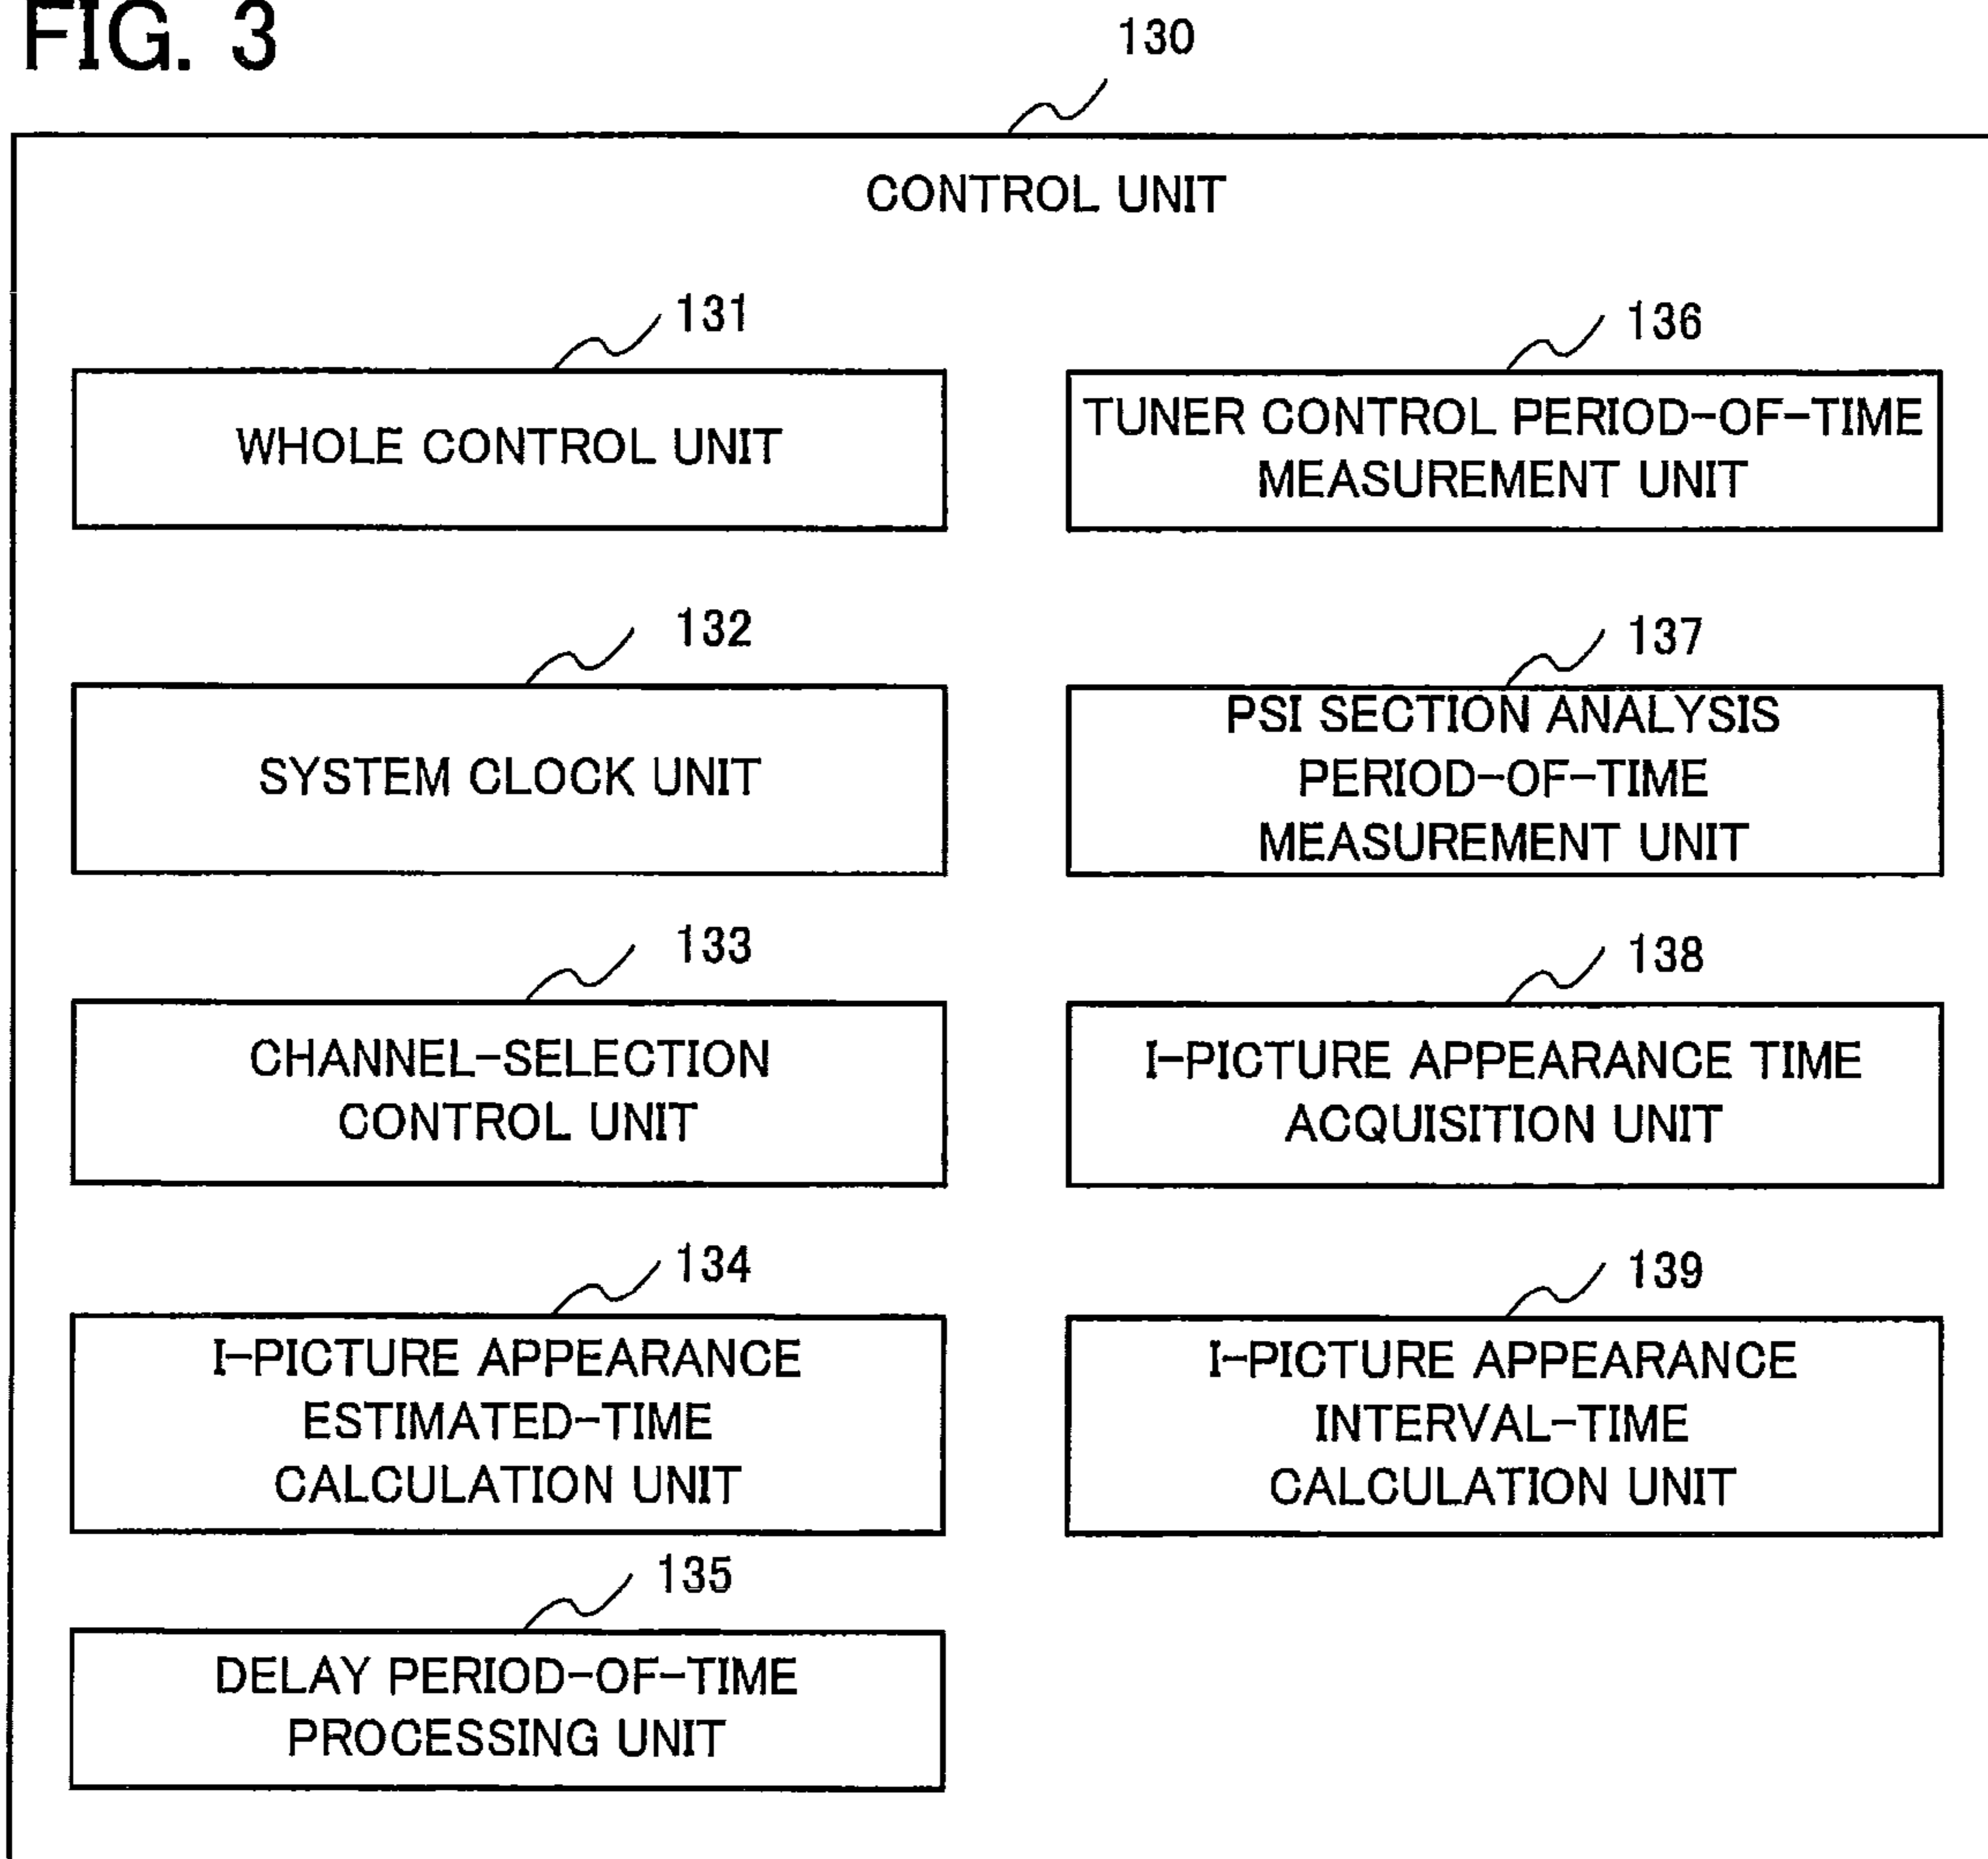 FIG. 3
130
CONTROL UNIT
131
WHOLE CONTROL UNIT
136
TUNER CONTROL PERIOD-OF-TIME
MEASUREMENT UNIT
132
SYSTEM CLOCK UNIT
137
PSI SECTION ANALYSIS
PERIOD-OF-TIME
MEASUREMENT UNIT
133
CHANNEL-SELECTION
CONTROL UNIT
138
I-PICTURE APPEARANCE TIME
ACQUISITION UNIT
134
I-PICTURE APPEARANCE
ESTIMATED-TIME
CALCULATION UNIT
139
I-PICTURE APPEARANCE
INTERVAL-TIME
CALCULATION UNIT
135
DELAY PERIOD-OF-TIME
PROCESSING UNIT